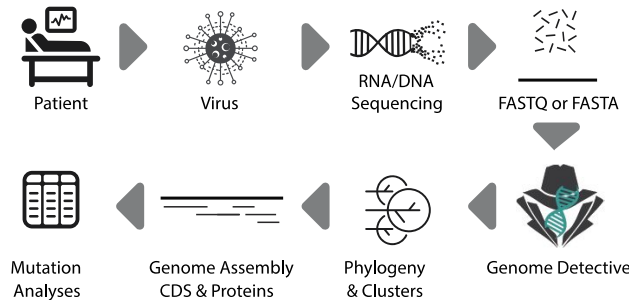 Patient
Virus
RNA/DNA
Sequencing
FASTQ or FASTA
Genome Detective
Phylogeny
& Clusters
Genome Assembly
CDS & Proteins
Mutation
Analyses